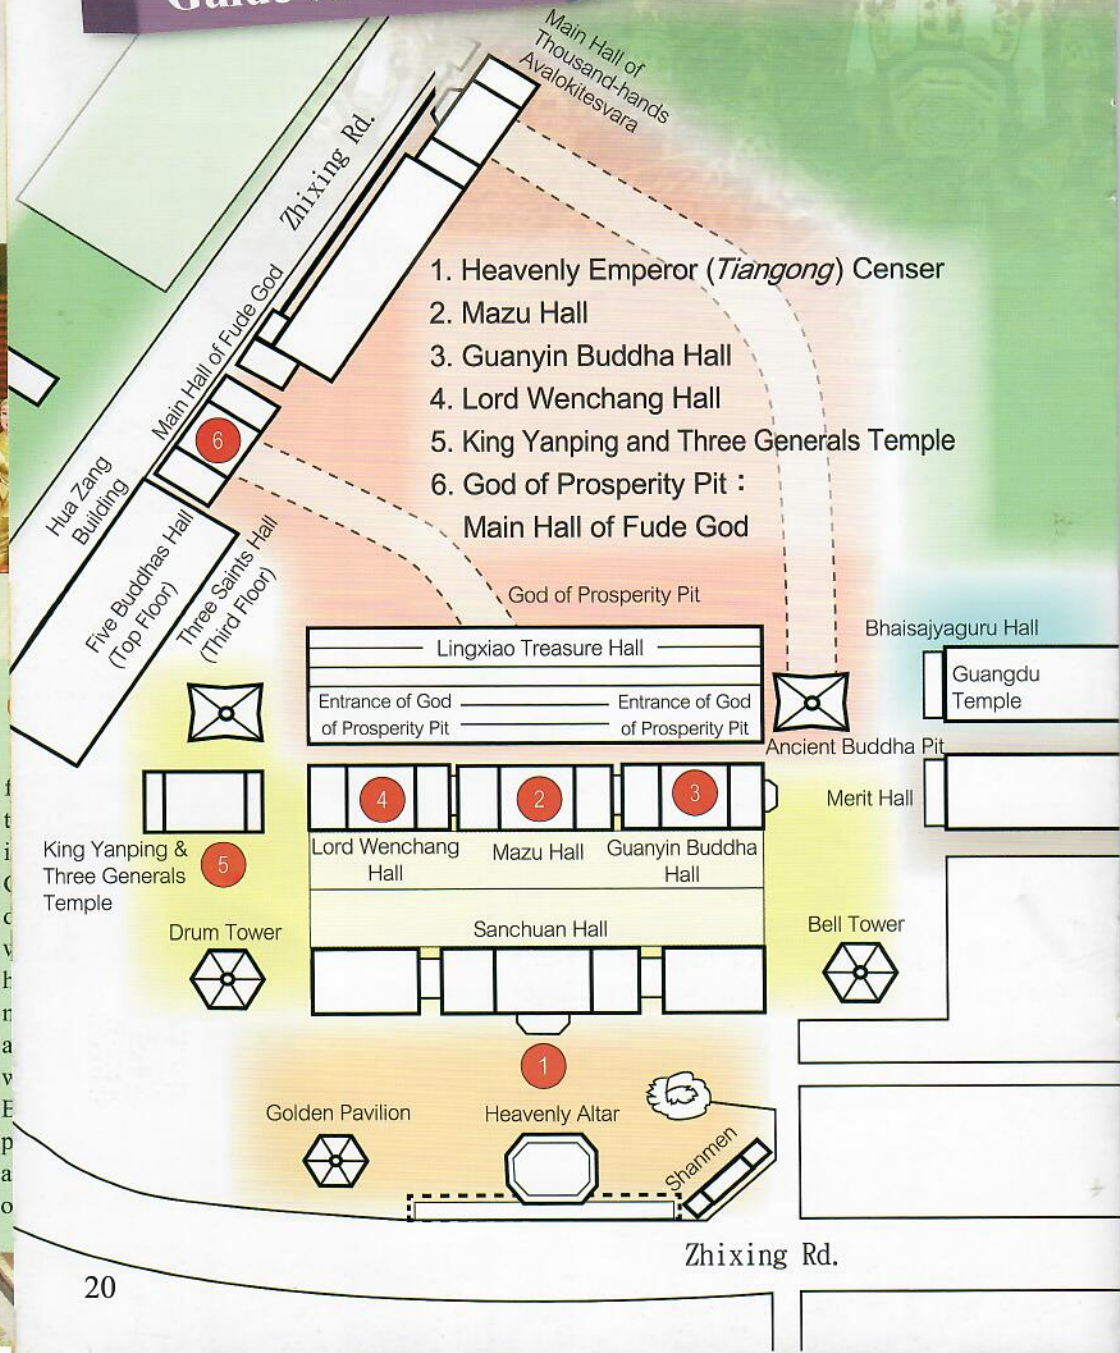 Main Hall of
Thousand-hands
Avalokitesvara
Zhixing Rd.
1. Heavenly Emperor (Tiangong) Censer
2. Mazu Hall
3. Guanyin Buddha Hall
4. Lord Wenchang Hall
5. King Yanping and Three Generals Temple
6. God of Prosperity Pit：
Main Hall of Fude God
Main Hall of Fude God
6
Hua Zang
Building
Five Buddhas Hall
(Top Floor)
Three Saints Hall
(Third Floor)
God of Prosperity Pit
Lingxiao Treasure Hall
Entrance of God
of Prosperity Pit
Entrance of God
of Prosperity Pit
Bhaisajyaguru Hall
Guangdu
Temple
Ancient Buddha Pit
Merit Hall
4
2
3
Lord Wenchang
Hall
Mazu Hall
Guanyin Buddha
Hall
King Yanping &
Three Generals
Temple
5
Drum Tower
Sanchuan Hall
Bell Tower
1
Golden Pavilion
Heavenly Altar
Shanmen
Zhixing Rd.
20